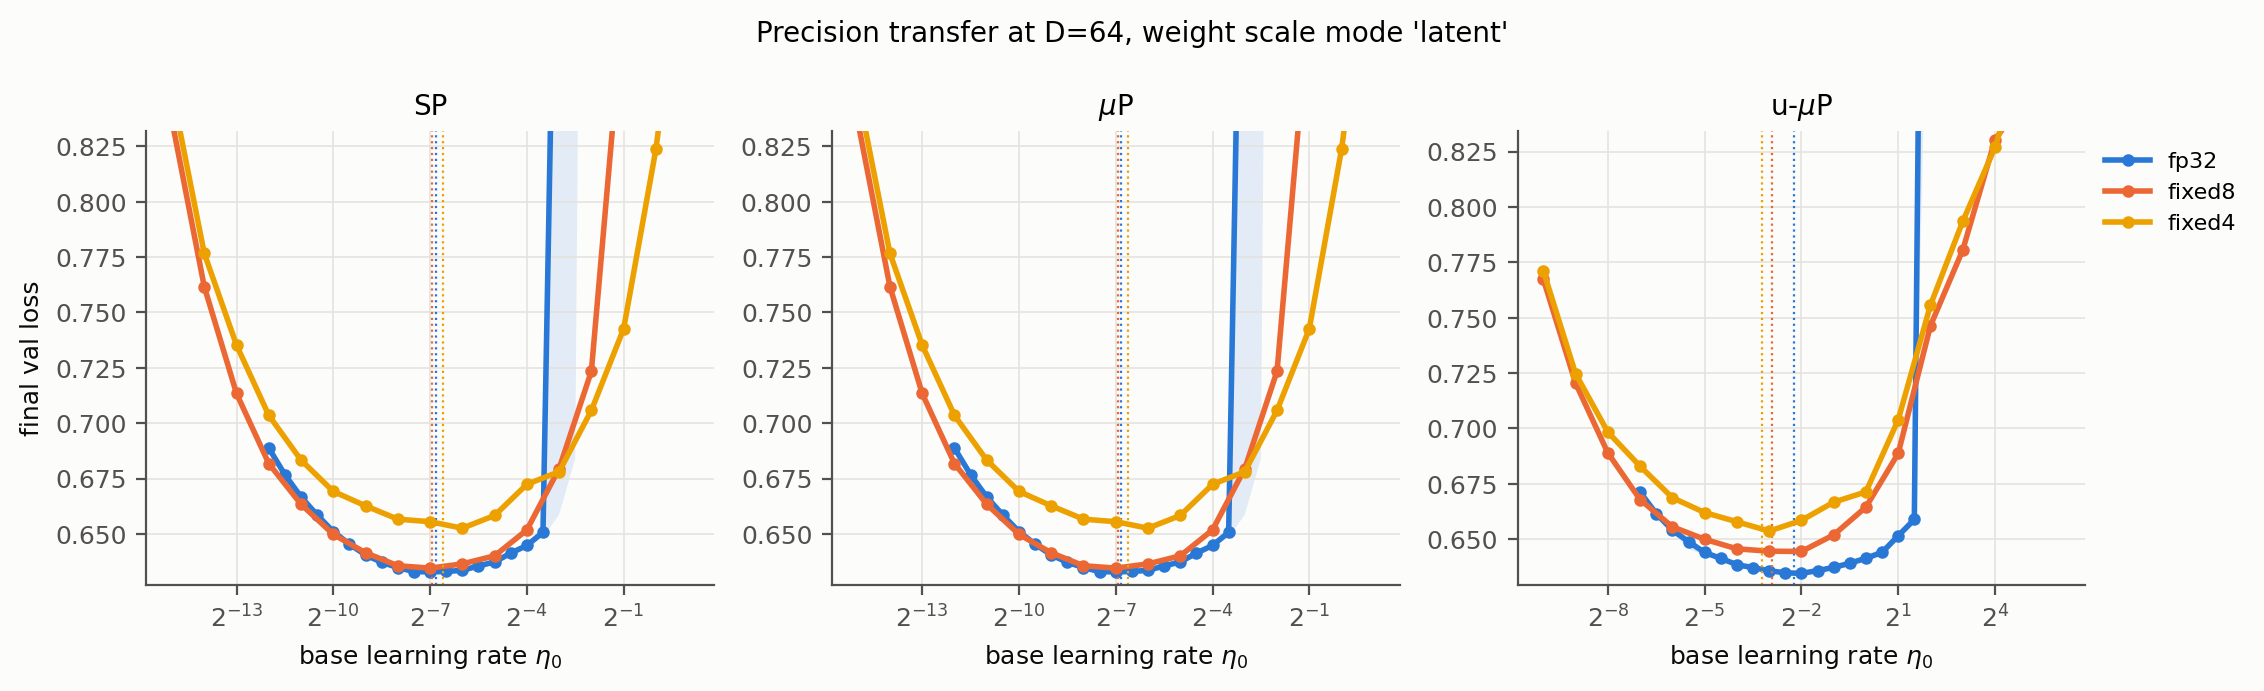 Precision transfer at D=64, weight scale mode 'latent'
SP
final val loss
0.825
0.800
0.775
0.750
0.725
0.700
0.675
0.650
2⁻¹³ 2⁻¹⁰ 2⁻⁷ 2⁻⁴ 2⁻¹
base learning rate η₀
μP
0.825
0.800
0.775
0.750
0.725
0.700
0.675
0.650
2⁻¹³ 2⁻¹⁰ 2⁻⁷ 2⁻⁴ 2⁻¹
base learning rate η₀
u-μP
0.825
0.800
0.775
0.750
0.725
0.700
0.675
0.650
2⁻⁸ 2⁻⁵ 2⁻² 2¹ 2⁴
base learning rate η₀
fp32
fixed8
fixed4